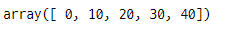 array([ 0, 10, 20, 30, 40])